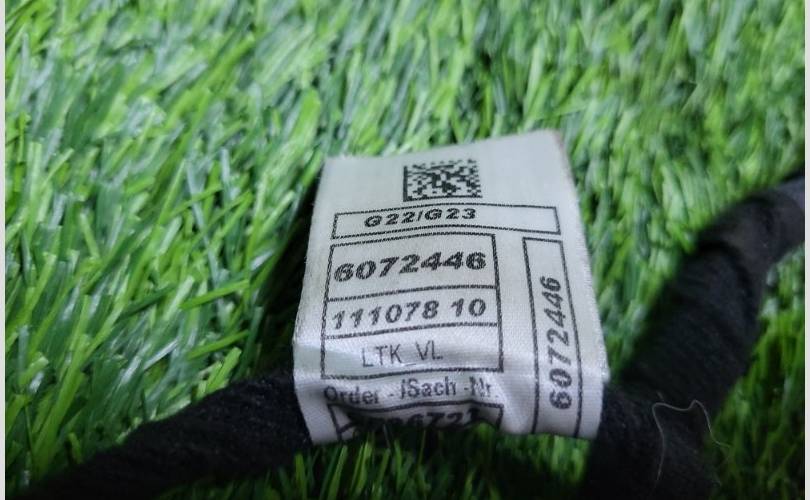 G22/G23
6072446
111078 10
LTK_VL
Order -/Sach -Nr.
6072446